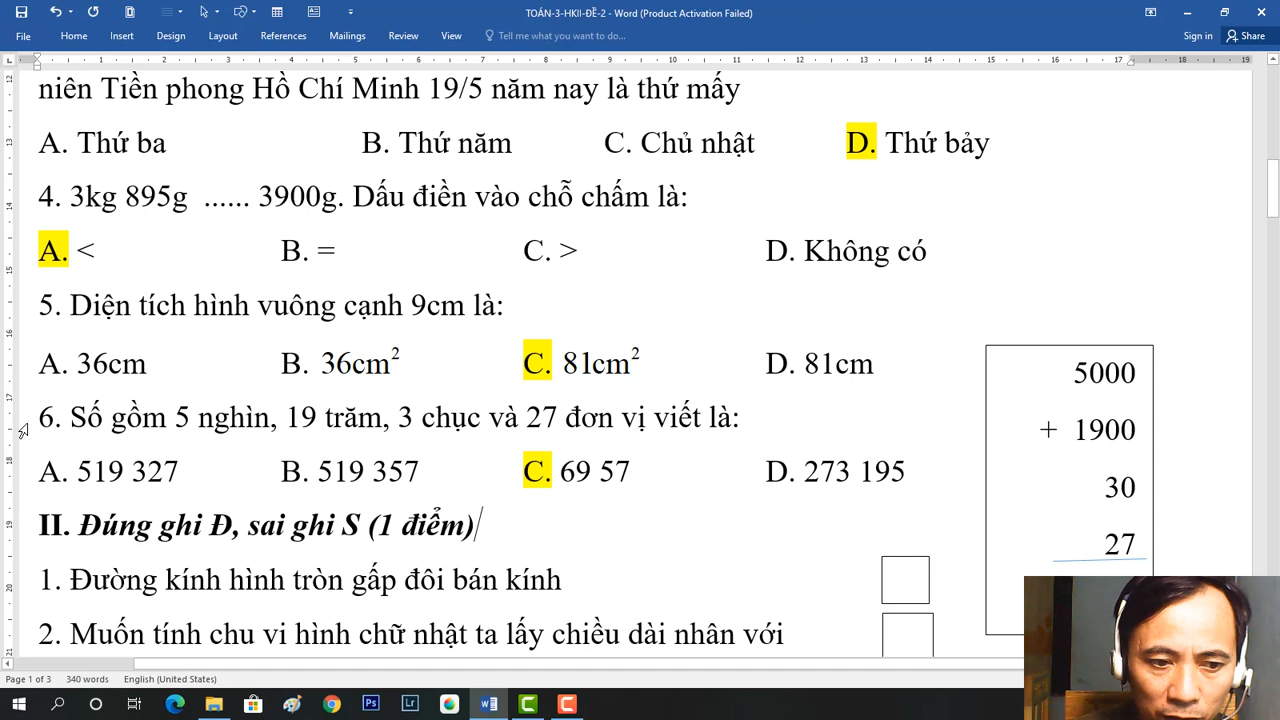 TOÁN-3-HKII-ĐỀ-2 - Word (Product Activation Failed)
File Home Insert Design Layout References Mailings Review View Tell me what you want to do... Sign in Share
niên Tiền phong Hồ Chí Minh 19/5 năm nay là thứ mấy
A. Thứ ba B. Thứ năm C. Chủ nhật D. Thứ bảy
4. 3kg 895g ...... 3900g. Dấu điền vào chỗ chấm là:
A. < B. = C. > D. Không có
5. Diện tích hình vuông cạnh 9cm là:
A. 36cm B. 36cm² C. 81cm² D. 81cm
6. Số gồm 5 nghìn, 19 trăm, 3 chục và 27 đơn vị viết là:
A. 519 327 B. 519 357 C. 69 57 D. 273 195
5000
+ 1900
30
27
II. Đúng ghi Đ, sai ghi S (1 điểm)
1. Đường kính hình tròn gấp đôi bán kính
2. Muốn tính chu vi hình chữ nhật ta lấy chiều dài nhân với
Page 1 of 3 340 words English (United States)